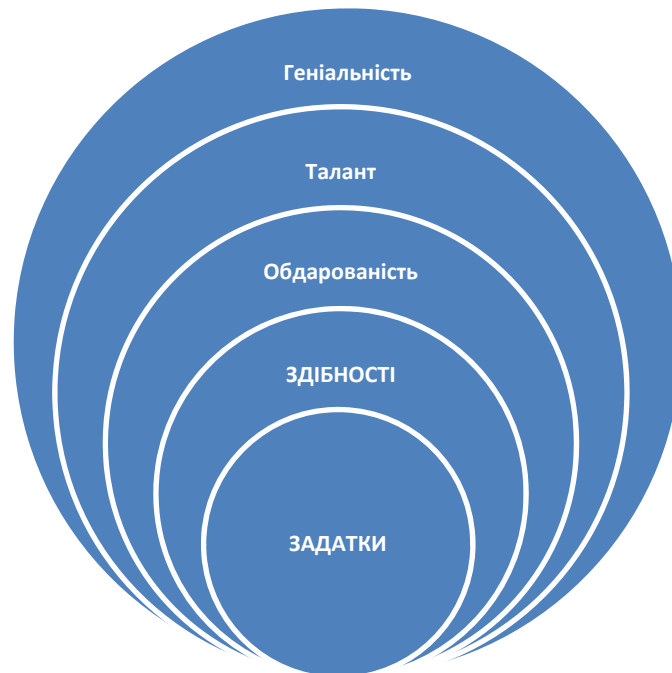 Геніальність
Талант
Обдарованість
ЗДІБНОСТІ
ЗАДАТКИ